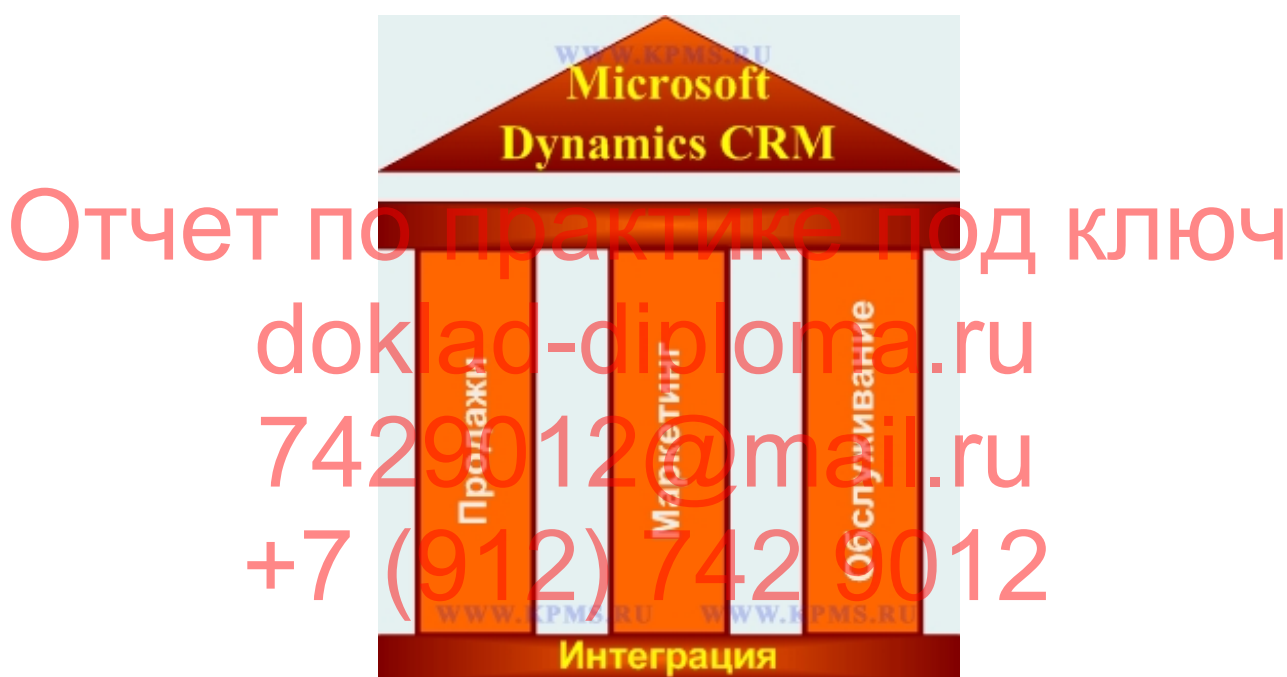 WWW.KPMS.RU
Microsoft
Dynamics CRM
Отчет по практике под ключ
doklad-diploma.ru
7429012@mail.ru
+7 (912) 742 9012
Продажи
Маркетинг
Обслуживание
WWW.KPMS.RU WWW.KPMS.RU
Интеграция